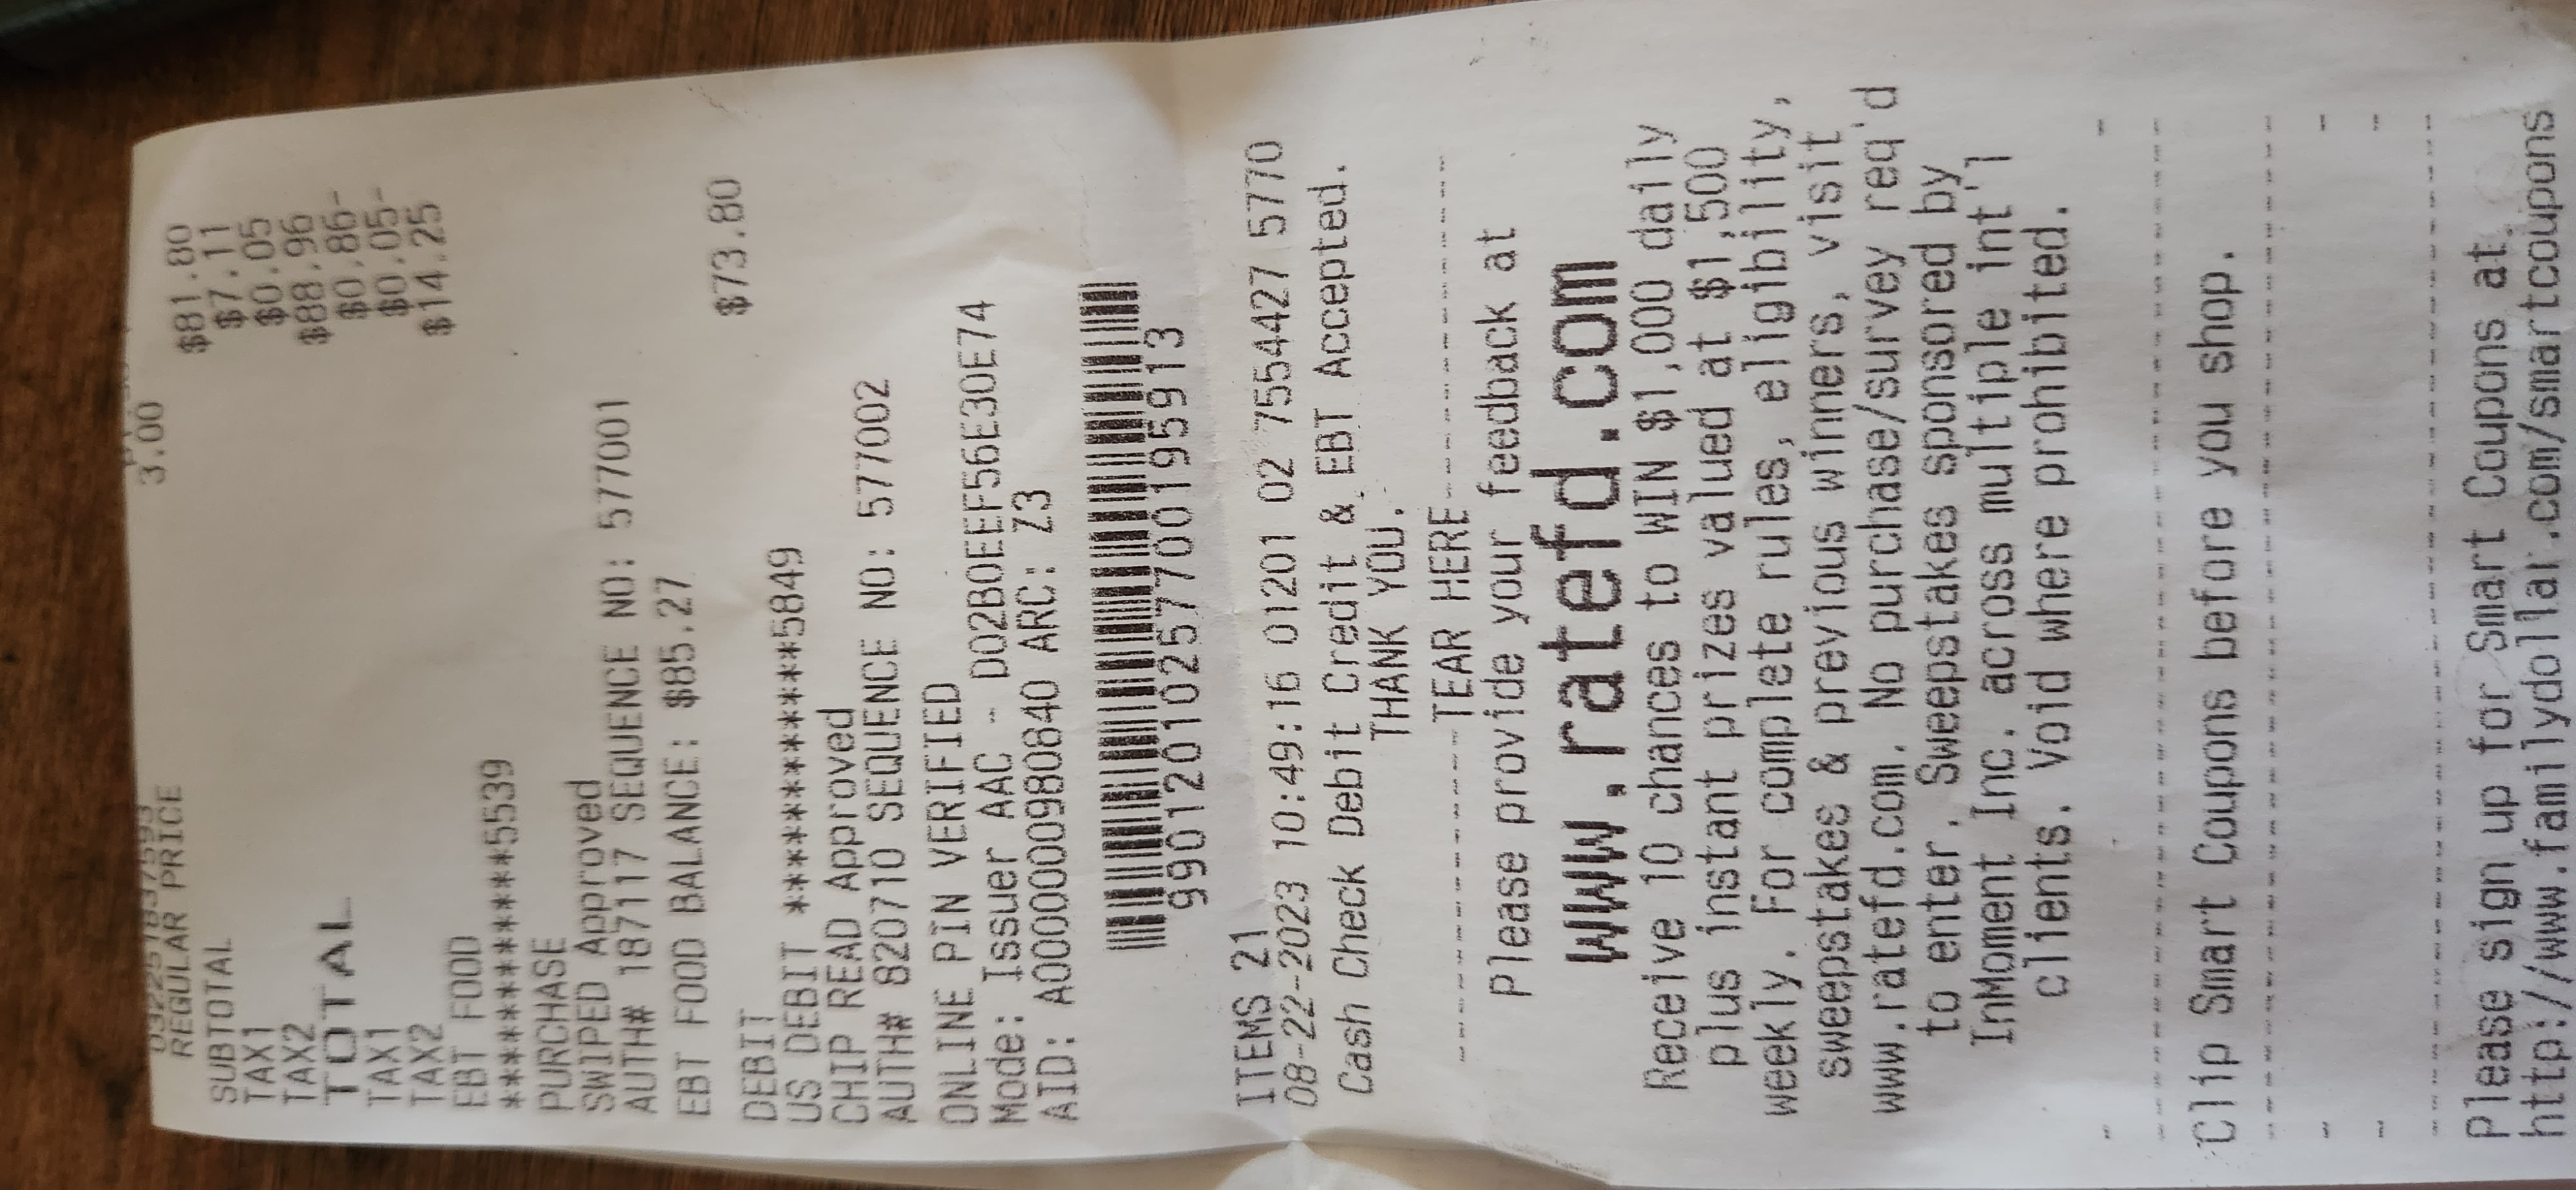 3.00
REGULAR PRICE
SUBTOTAL $81.80
TAX1 $7.11
TAX2 $0.05
TOTAL $88.96
TAX1 $0.86-
TAX2 $0.05-
EBT FOOD $14.25
************5539
PURCHASE
SWIPED Approved
AUTH# 187117 SEQUENCE NO: 577001
EBT FOOD BALANCE: $85.27
DEBIT $73.80
US DEBIT ************5849
CHIP READ Approved
AUTH# 820710 SEQUENCE NO: 577002
ONLINE PIN VERIFIED
Mode: Issuer AAC - D02B0EEF56E30E74
AID: A0000000980840 ARC: Z3
99012010257700195913
ITEMS 21
08-22-2023 10:49:16 01201 02 7554427 5770
Cash Check Debit Credit & EBT Accepted.
THANK YOU.
TEAR HERE
Please provide your feedback at
www.ratefd.com
Receive 10 chances to WIN $1,000 daily
plus instant prizes valued at $1,500
weekly. For complete rules, eligibility,
sweepstakes & previous winners, visit
www.ratefd.com. No purchase/survey req'd
to enter. Sweepstakes sponsored by
InMoment Inc. across multiple int'l
clients. Void where prohibited.
Clip Smart Coupons before you shop.
Please sign up for Smart Coupons at
http://www.familydollar.com/smartcoupons